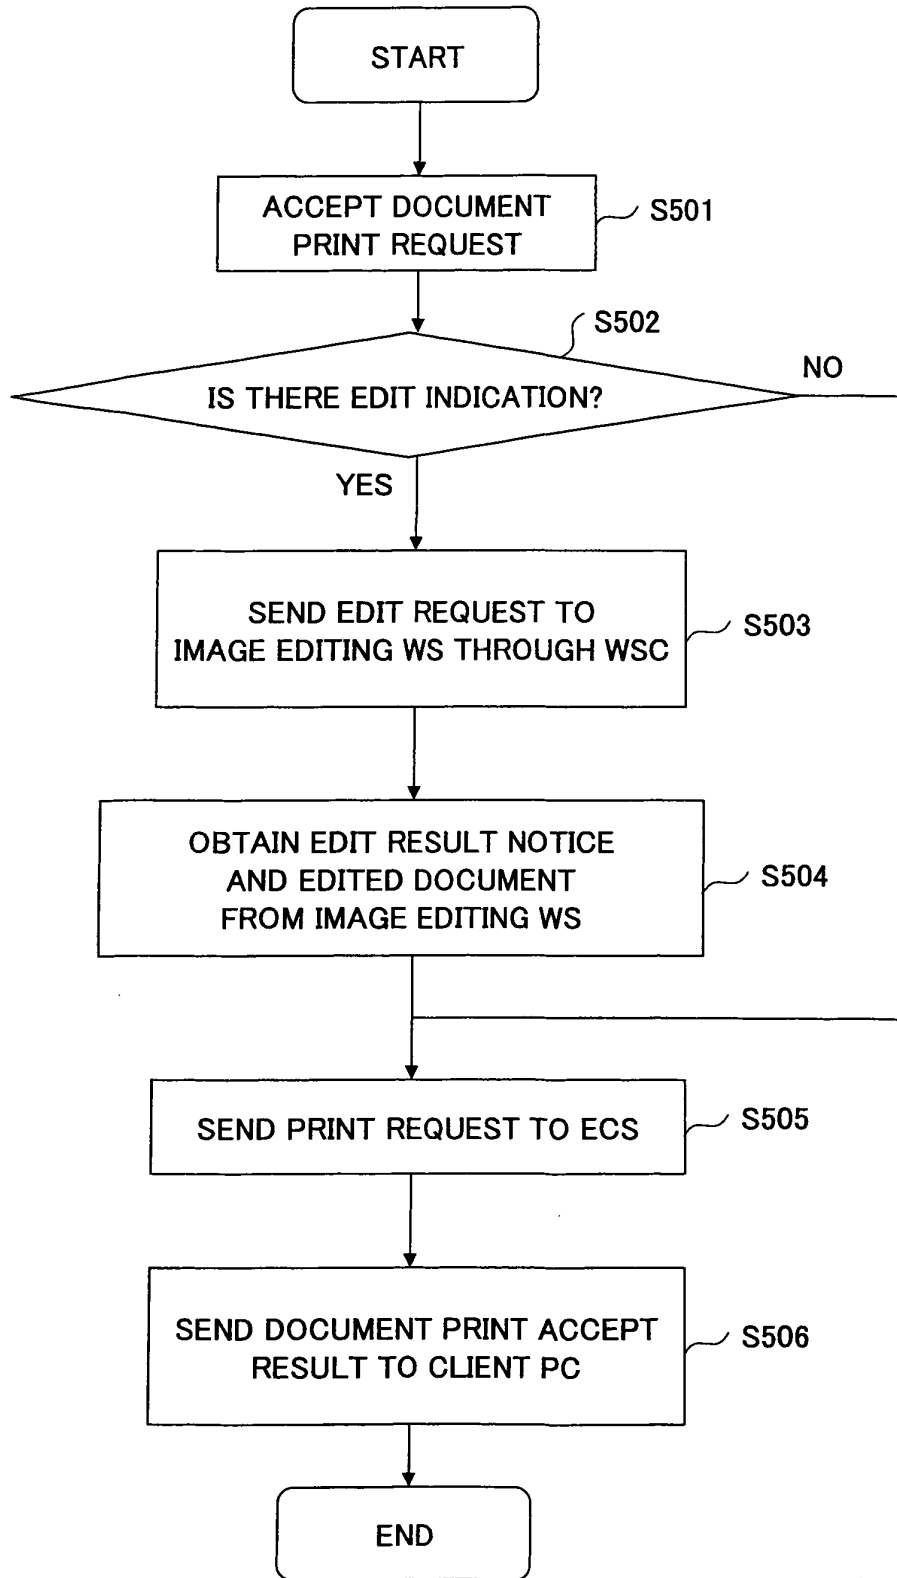 START
ACCEPT DOCUMENT
PRINT REQUEST
S501
S502
IS THERE EDIT INDICATION?
NO
YES
SEND EDIT REQUEST TO
IMAGE EDITING WS THROUGH WSC
S503
OBTAIN EDIT RESULT NOTICE
AND EDITED DOCUMENT
FROM IMAGE EDITING WS
S504
SEND PRINT REQUEST TO ECS
S505
SEND DOCUMENT PRINT ACCEPT
RESULT TO CLIENT PC
S506
END